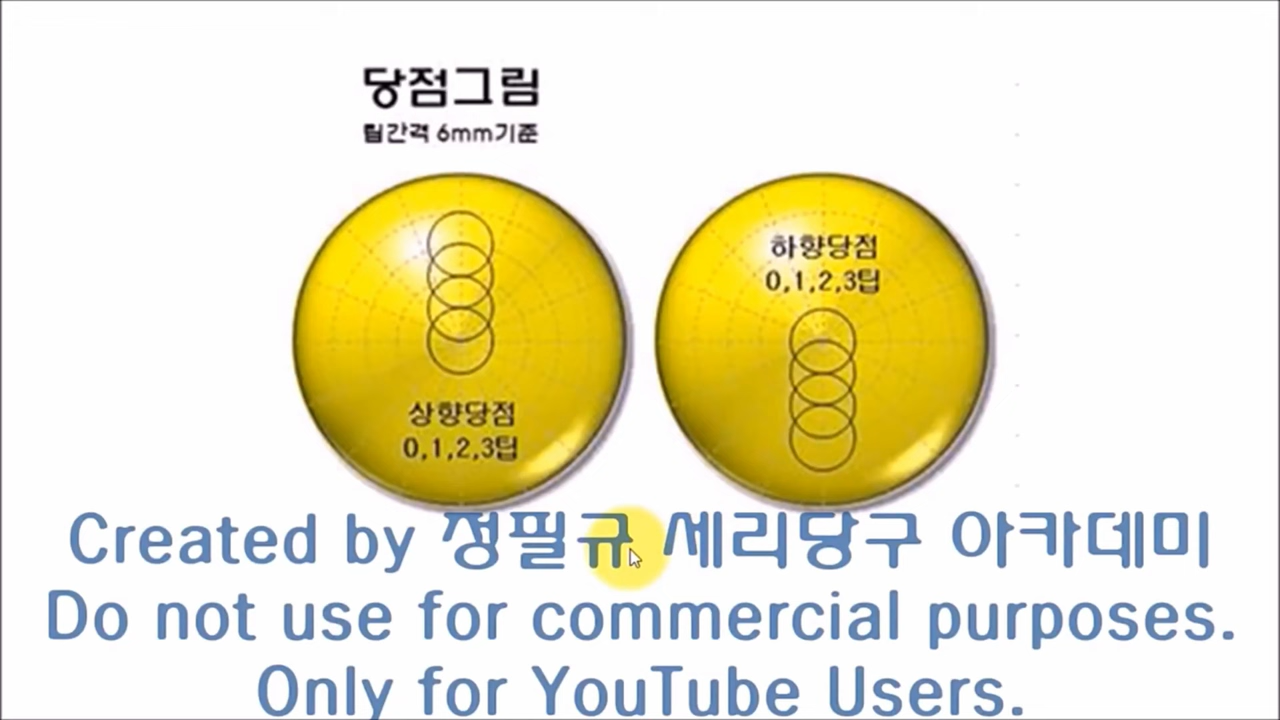 당점그림
팁간격 6mm기준
하향당점
0,1,2,3팁
상향당점
0,1,2,3팁
Created by 정필규 세리당구 아카데미
Do not use for commercial purposes.
Only for YouTube Users.